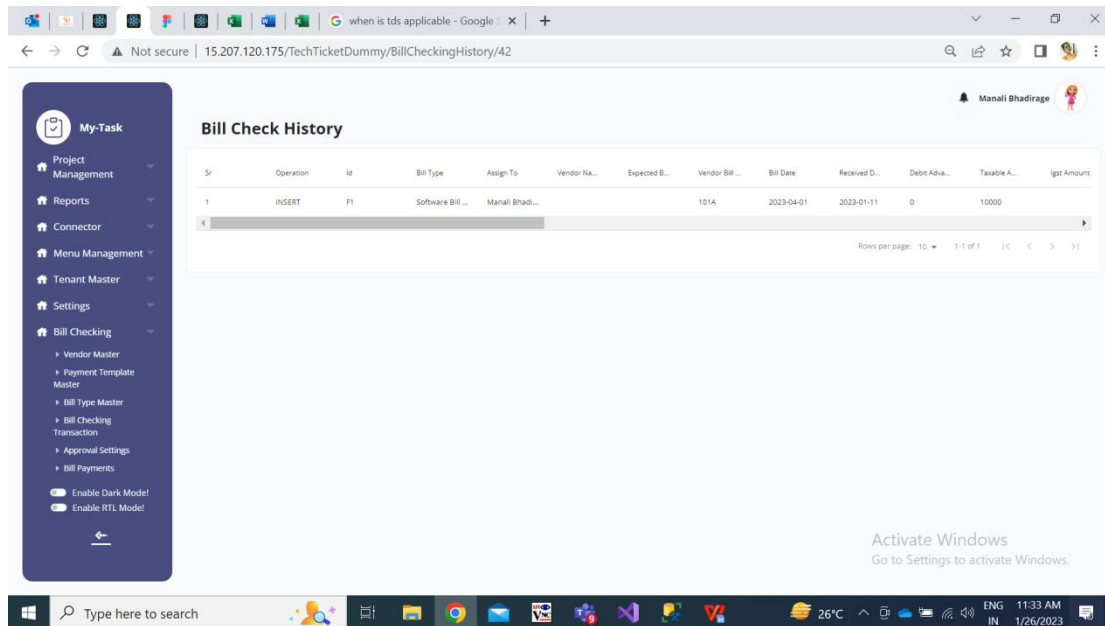 when is tds applicable - Google S
Not secure | 15.207.120.175/TechTicketDummy/BillCheckingHistory/42
Manali Bhadirage
My-Task
Bill Check History
Project
Management
Reports
Connector
Menu Management
Tenant Master
Settings
Bill Checking
Vendor Master
Payment Template
Master
Bill Type Master
Bill Checking
Transaction
Approval Settings
Bill Payments
Enable Dark Mode!
Enable RTL Mode!
Sr Operation Id Bill Type Assign To Vendor Na... Expected B... Vendor Bill ... Bill Date Received D... Debit Adva... Taxable A... Igst Amount
1 INSERT F1 Software Bill ... Manali Bhadi... 101A 2023-04-01 2023-01-11 0 10000
Rows per page: 10 1-1 of 1
Activate Windows
Go to Settings to activate Windows.
Type here to search
26°C
ENG
IN
11:33 AM
1/26/2023